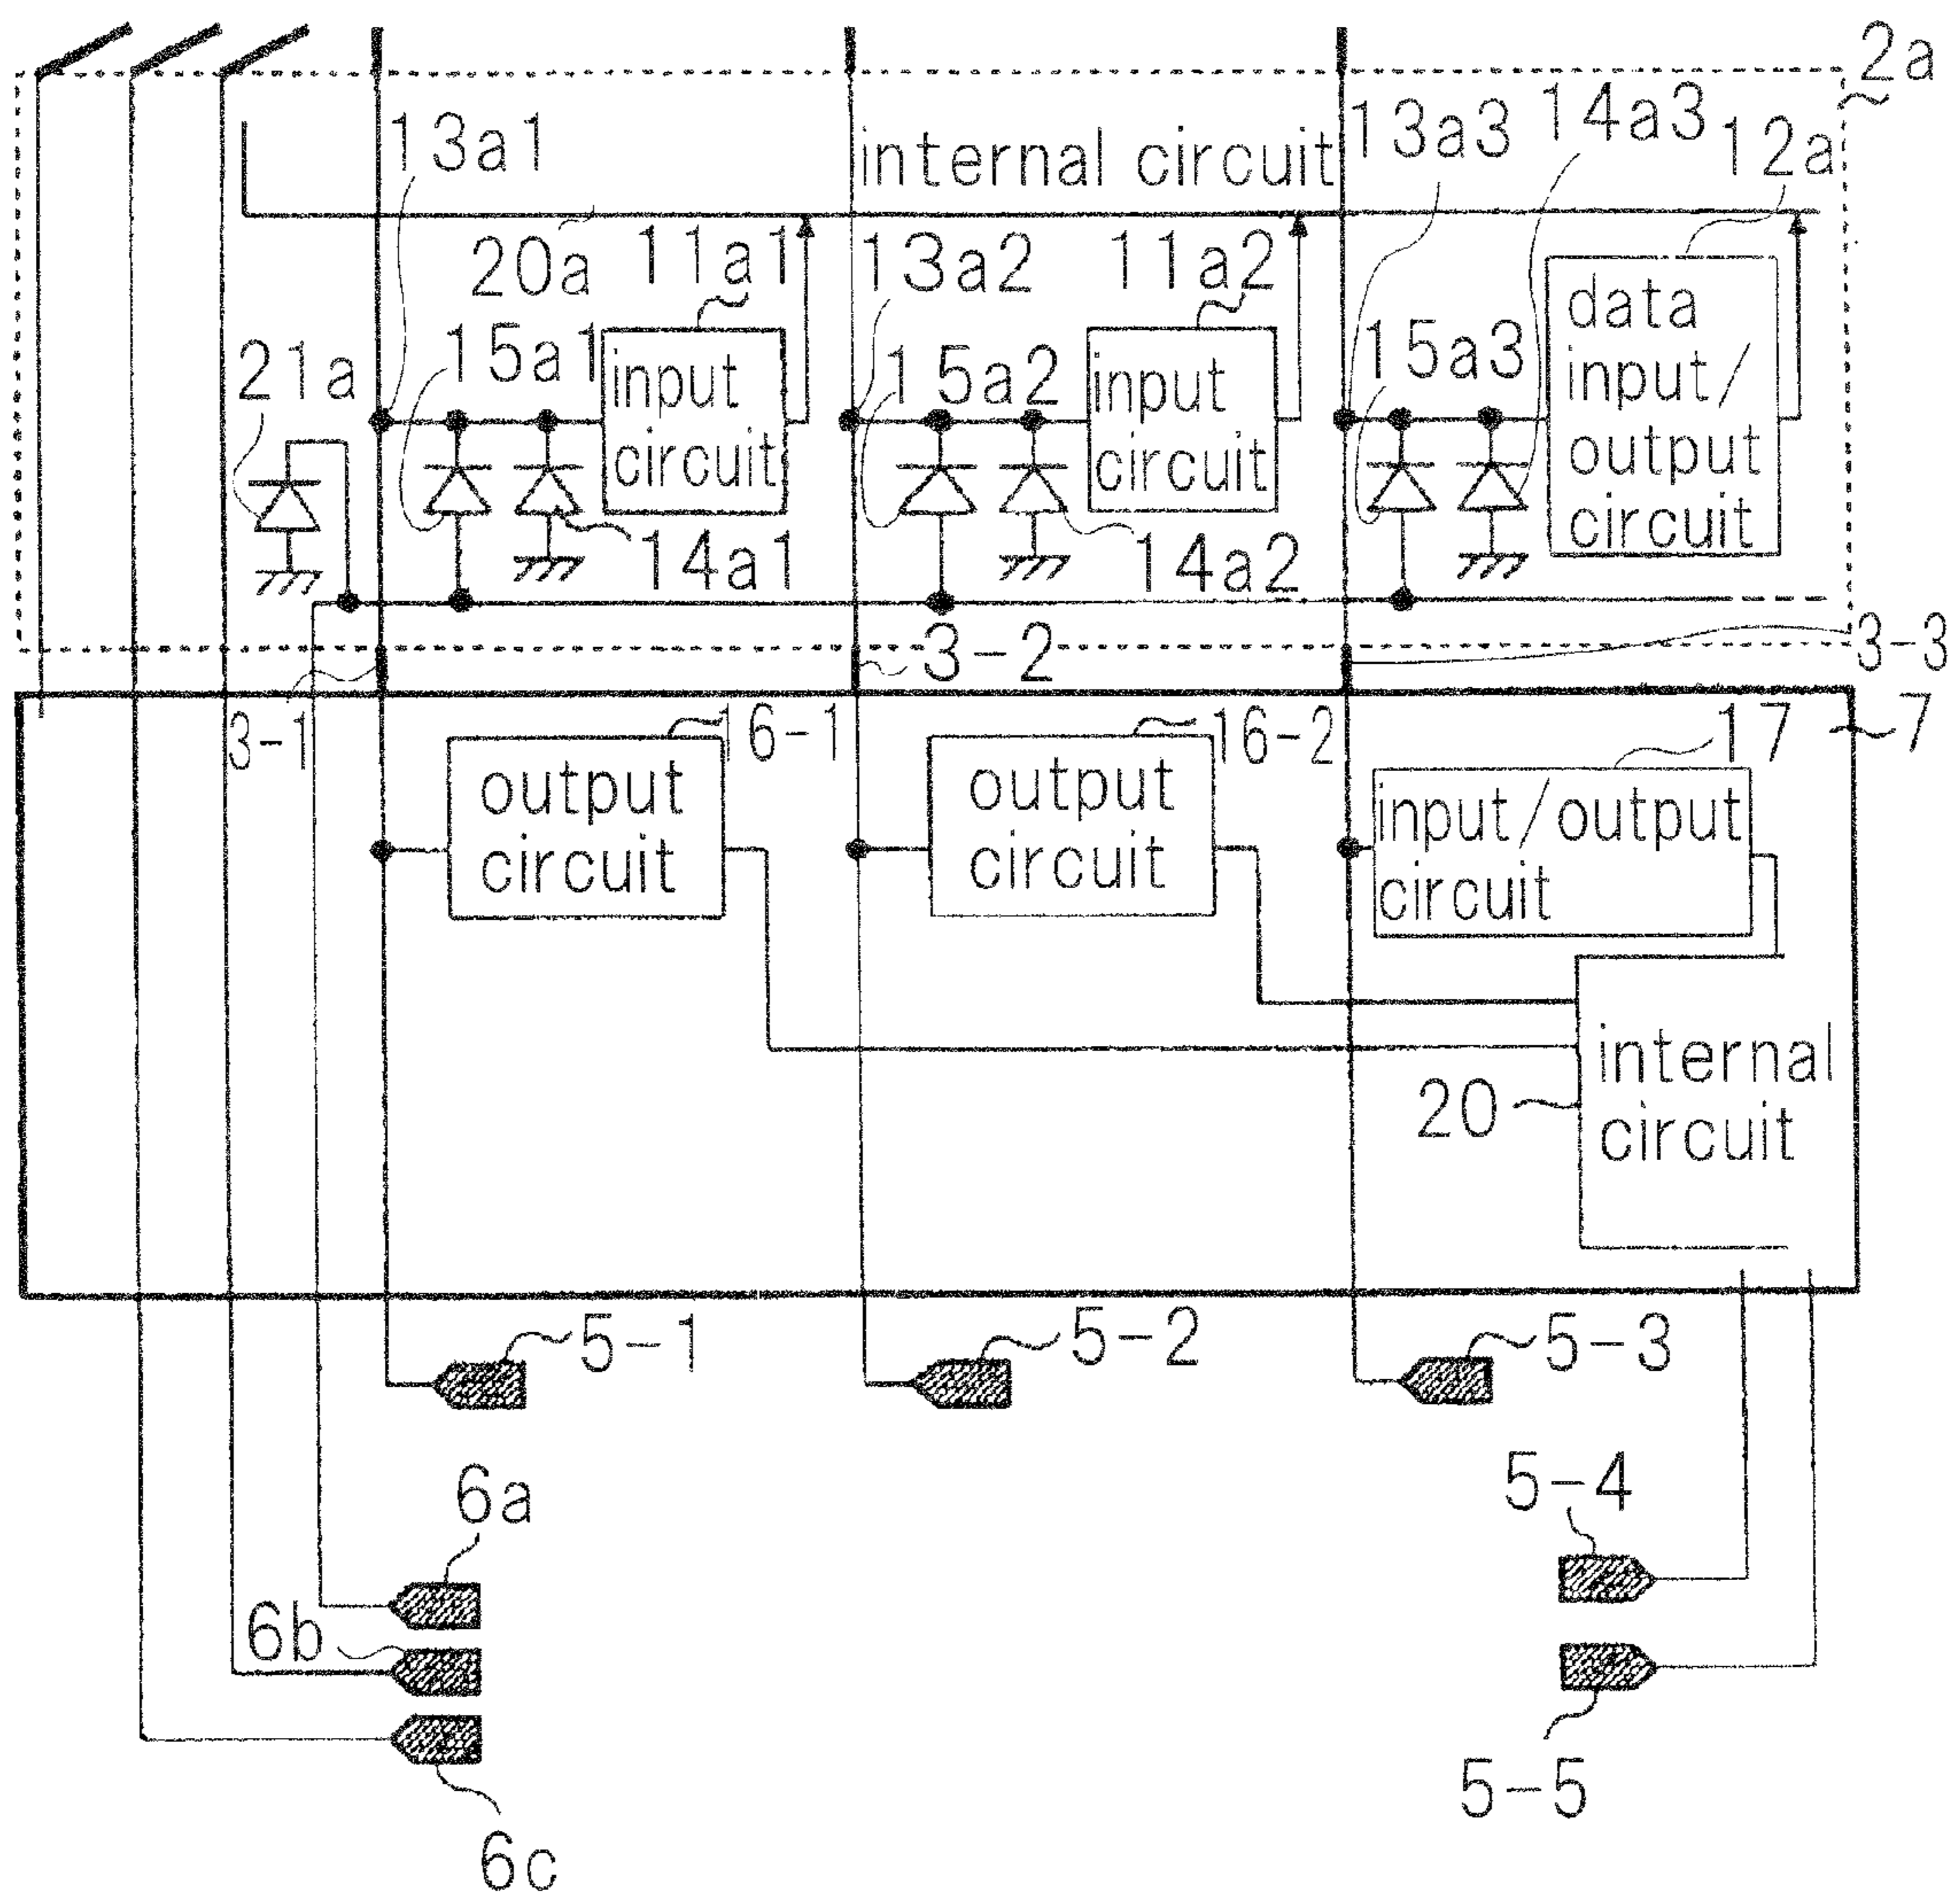 2a
13a1
internal circuit
13a3
14a3
12a
20a
11a1
13a2
11a2
data
input/
output
circuit
21a
15a1
input
circuit
15a2
input
circuit
15a3
14a1
14a2
3-1
3-2
3-3
7
16-1
output
circuit
16-2
output
circuit
17
input/output
circuit
20
internal
circuit
5-1
5-2
5-3
6a
5-4
6b
5-5
6c